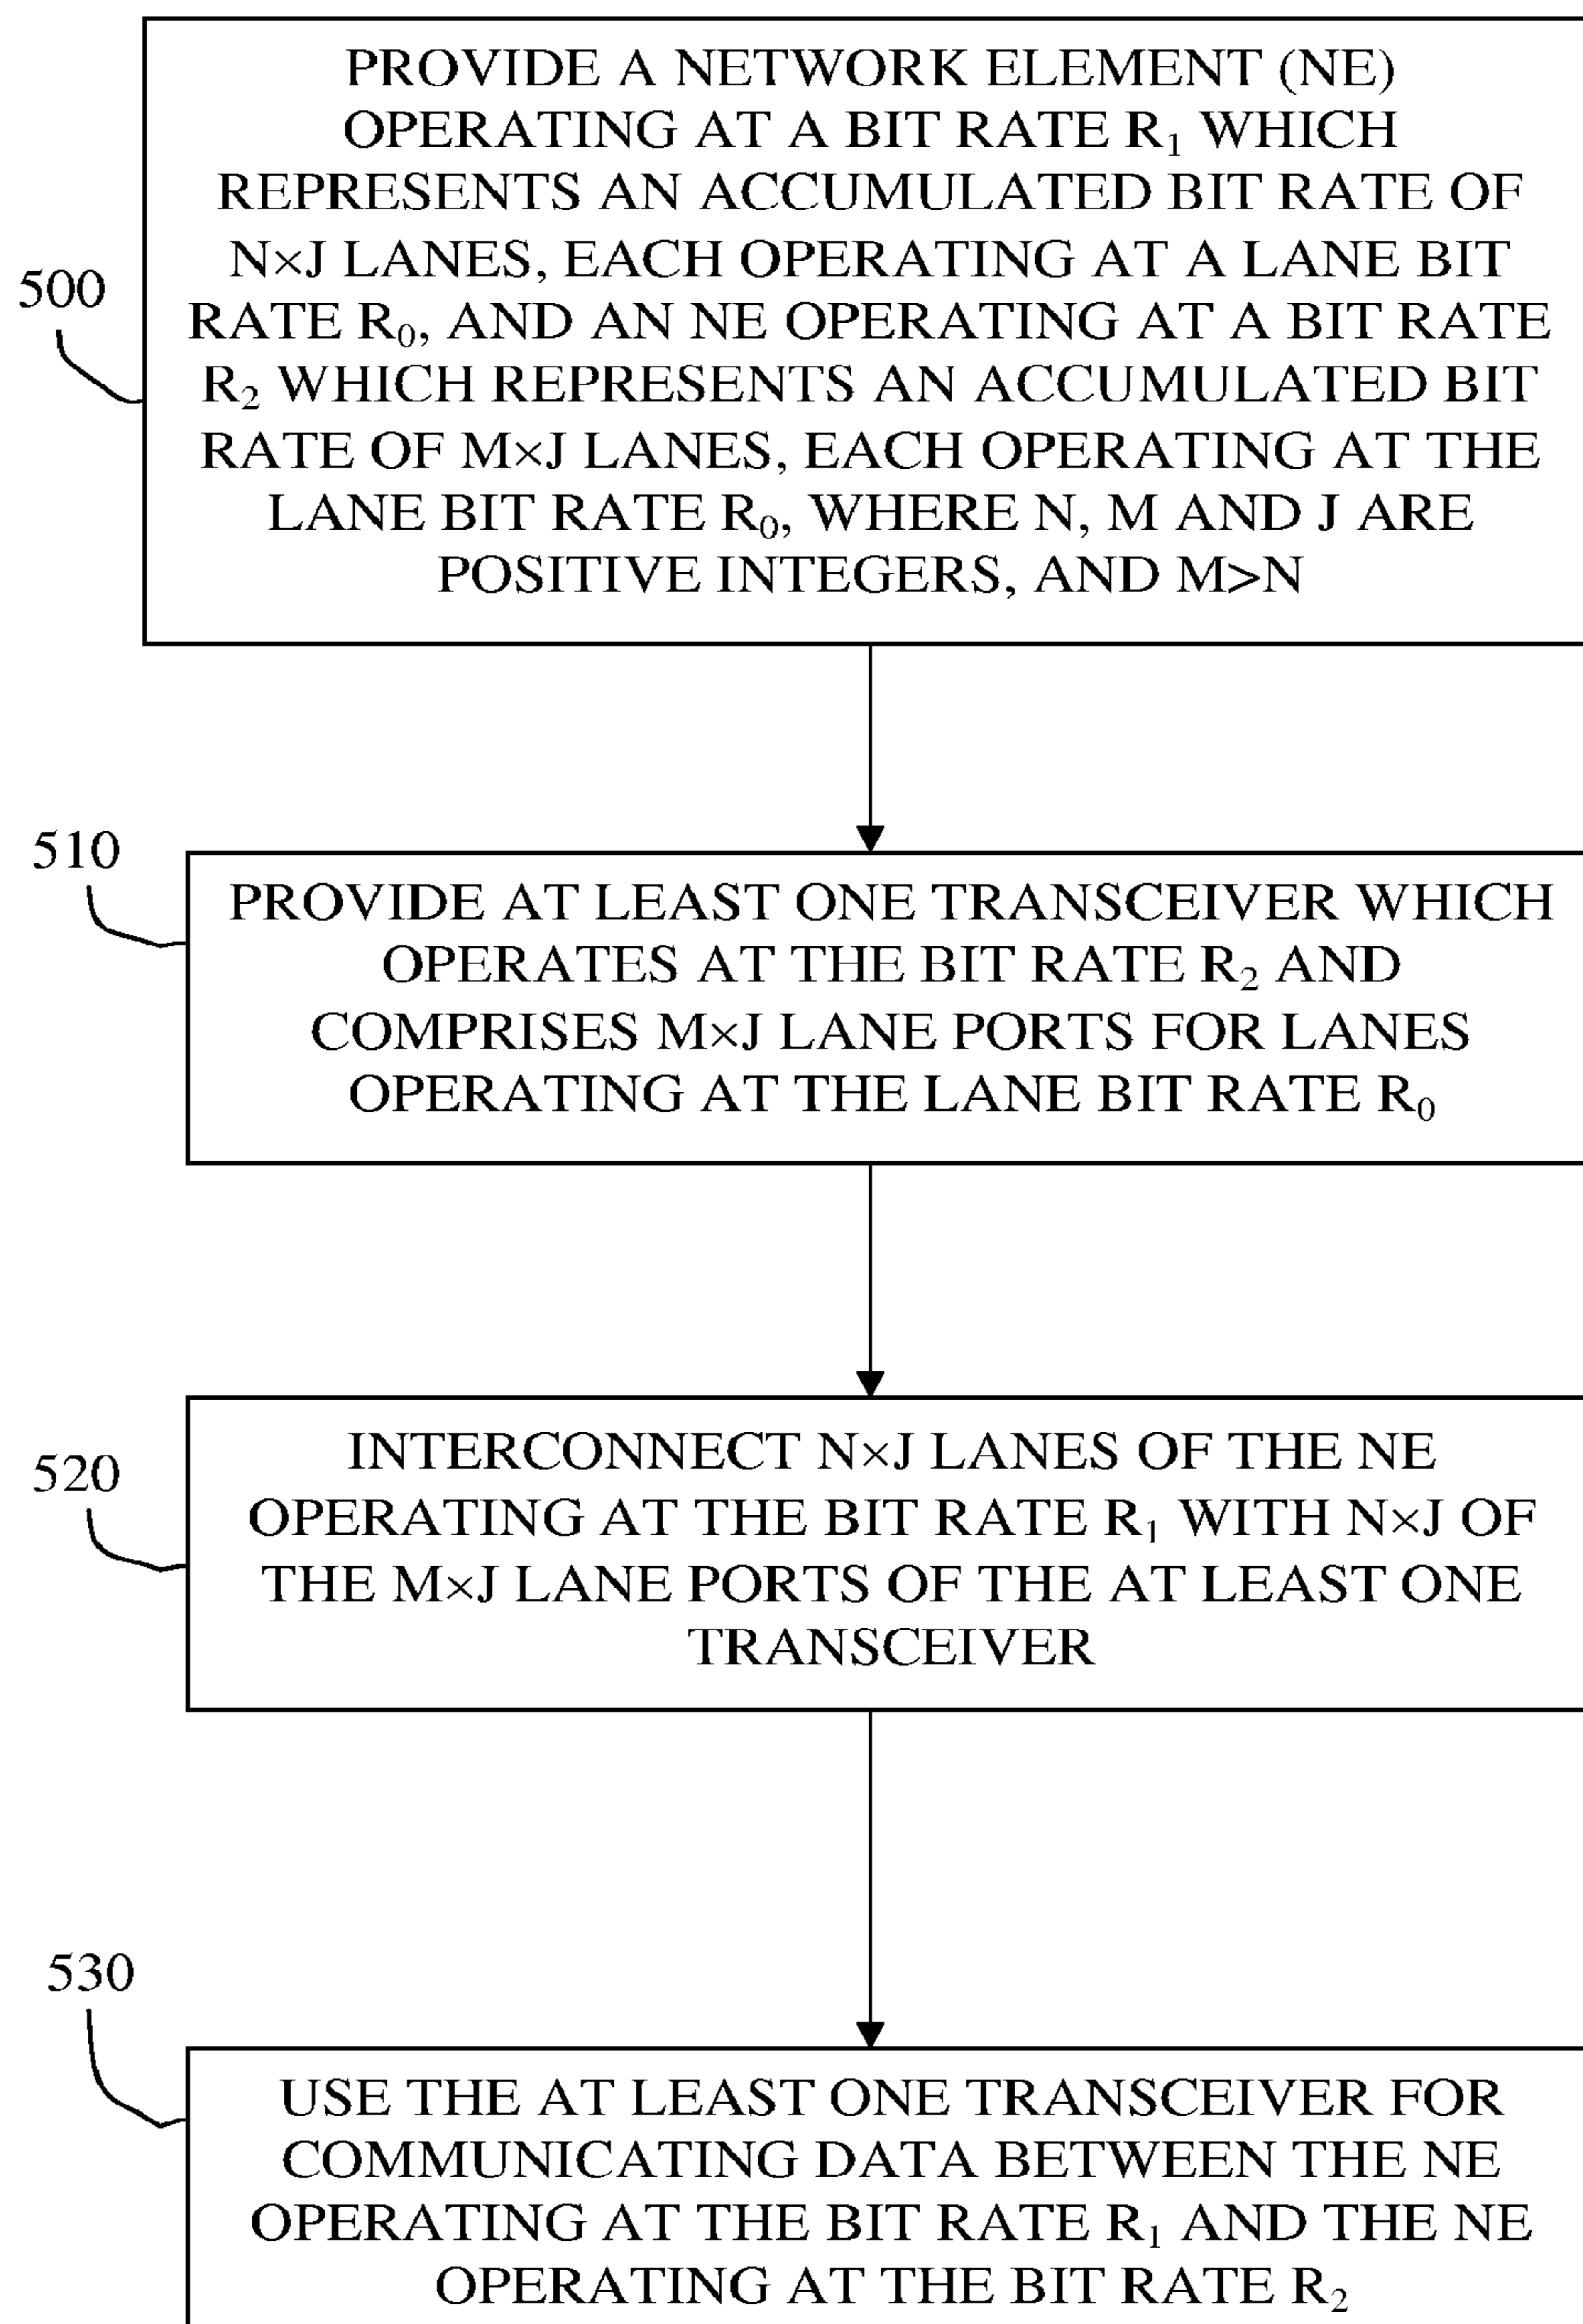 PROVIDE A NETWORK ELEMENT (NE)
OPERATING AT A BIT RATE R₁ WHICH
REPRESENTS AN ACCUMULATED BIT RATE OF
N×J LANES, EACH OPERATING AT A LANE BIT
RATE R₀, AND AN NE OPERATING AT A BIT RATE
R₂ WHICH REPRESENTS AN ACCUMULATED BIT
RATE OF M×J LANES, EACH OPERATING AT THE
LANE BIT RATE R₀, WHERE N, M AND J ARE
POSITIVE INTEGERS, AND M>N
500
510
PROVIDE AT LEAST ONE TRANSCEIVER WHICH
OPERATES AT THE BIT RATE R₂ AND
COMPRISES M×J LANE PORTS FOR LANES
OPERATING AT THE LANE BIT RATE R₀
520
INTERCONNECT N×J LANES OF THE NE
OPERATING AT THE BIT RATE R₁ WITH N×J OF
THE M×J LANE PORTS OF THE AT LEAST ONE
TRANSCEIVER
530
USE THE AT LEAST ONE TRANSCEIVER FOR
COMMUNICATING DATA BETWEEN THE NE
OPERATING AT THE BIT RATE R₁ AND THE NE
OPERATING AT THE BIT RATE R₂